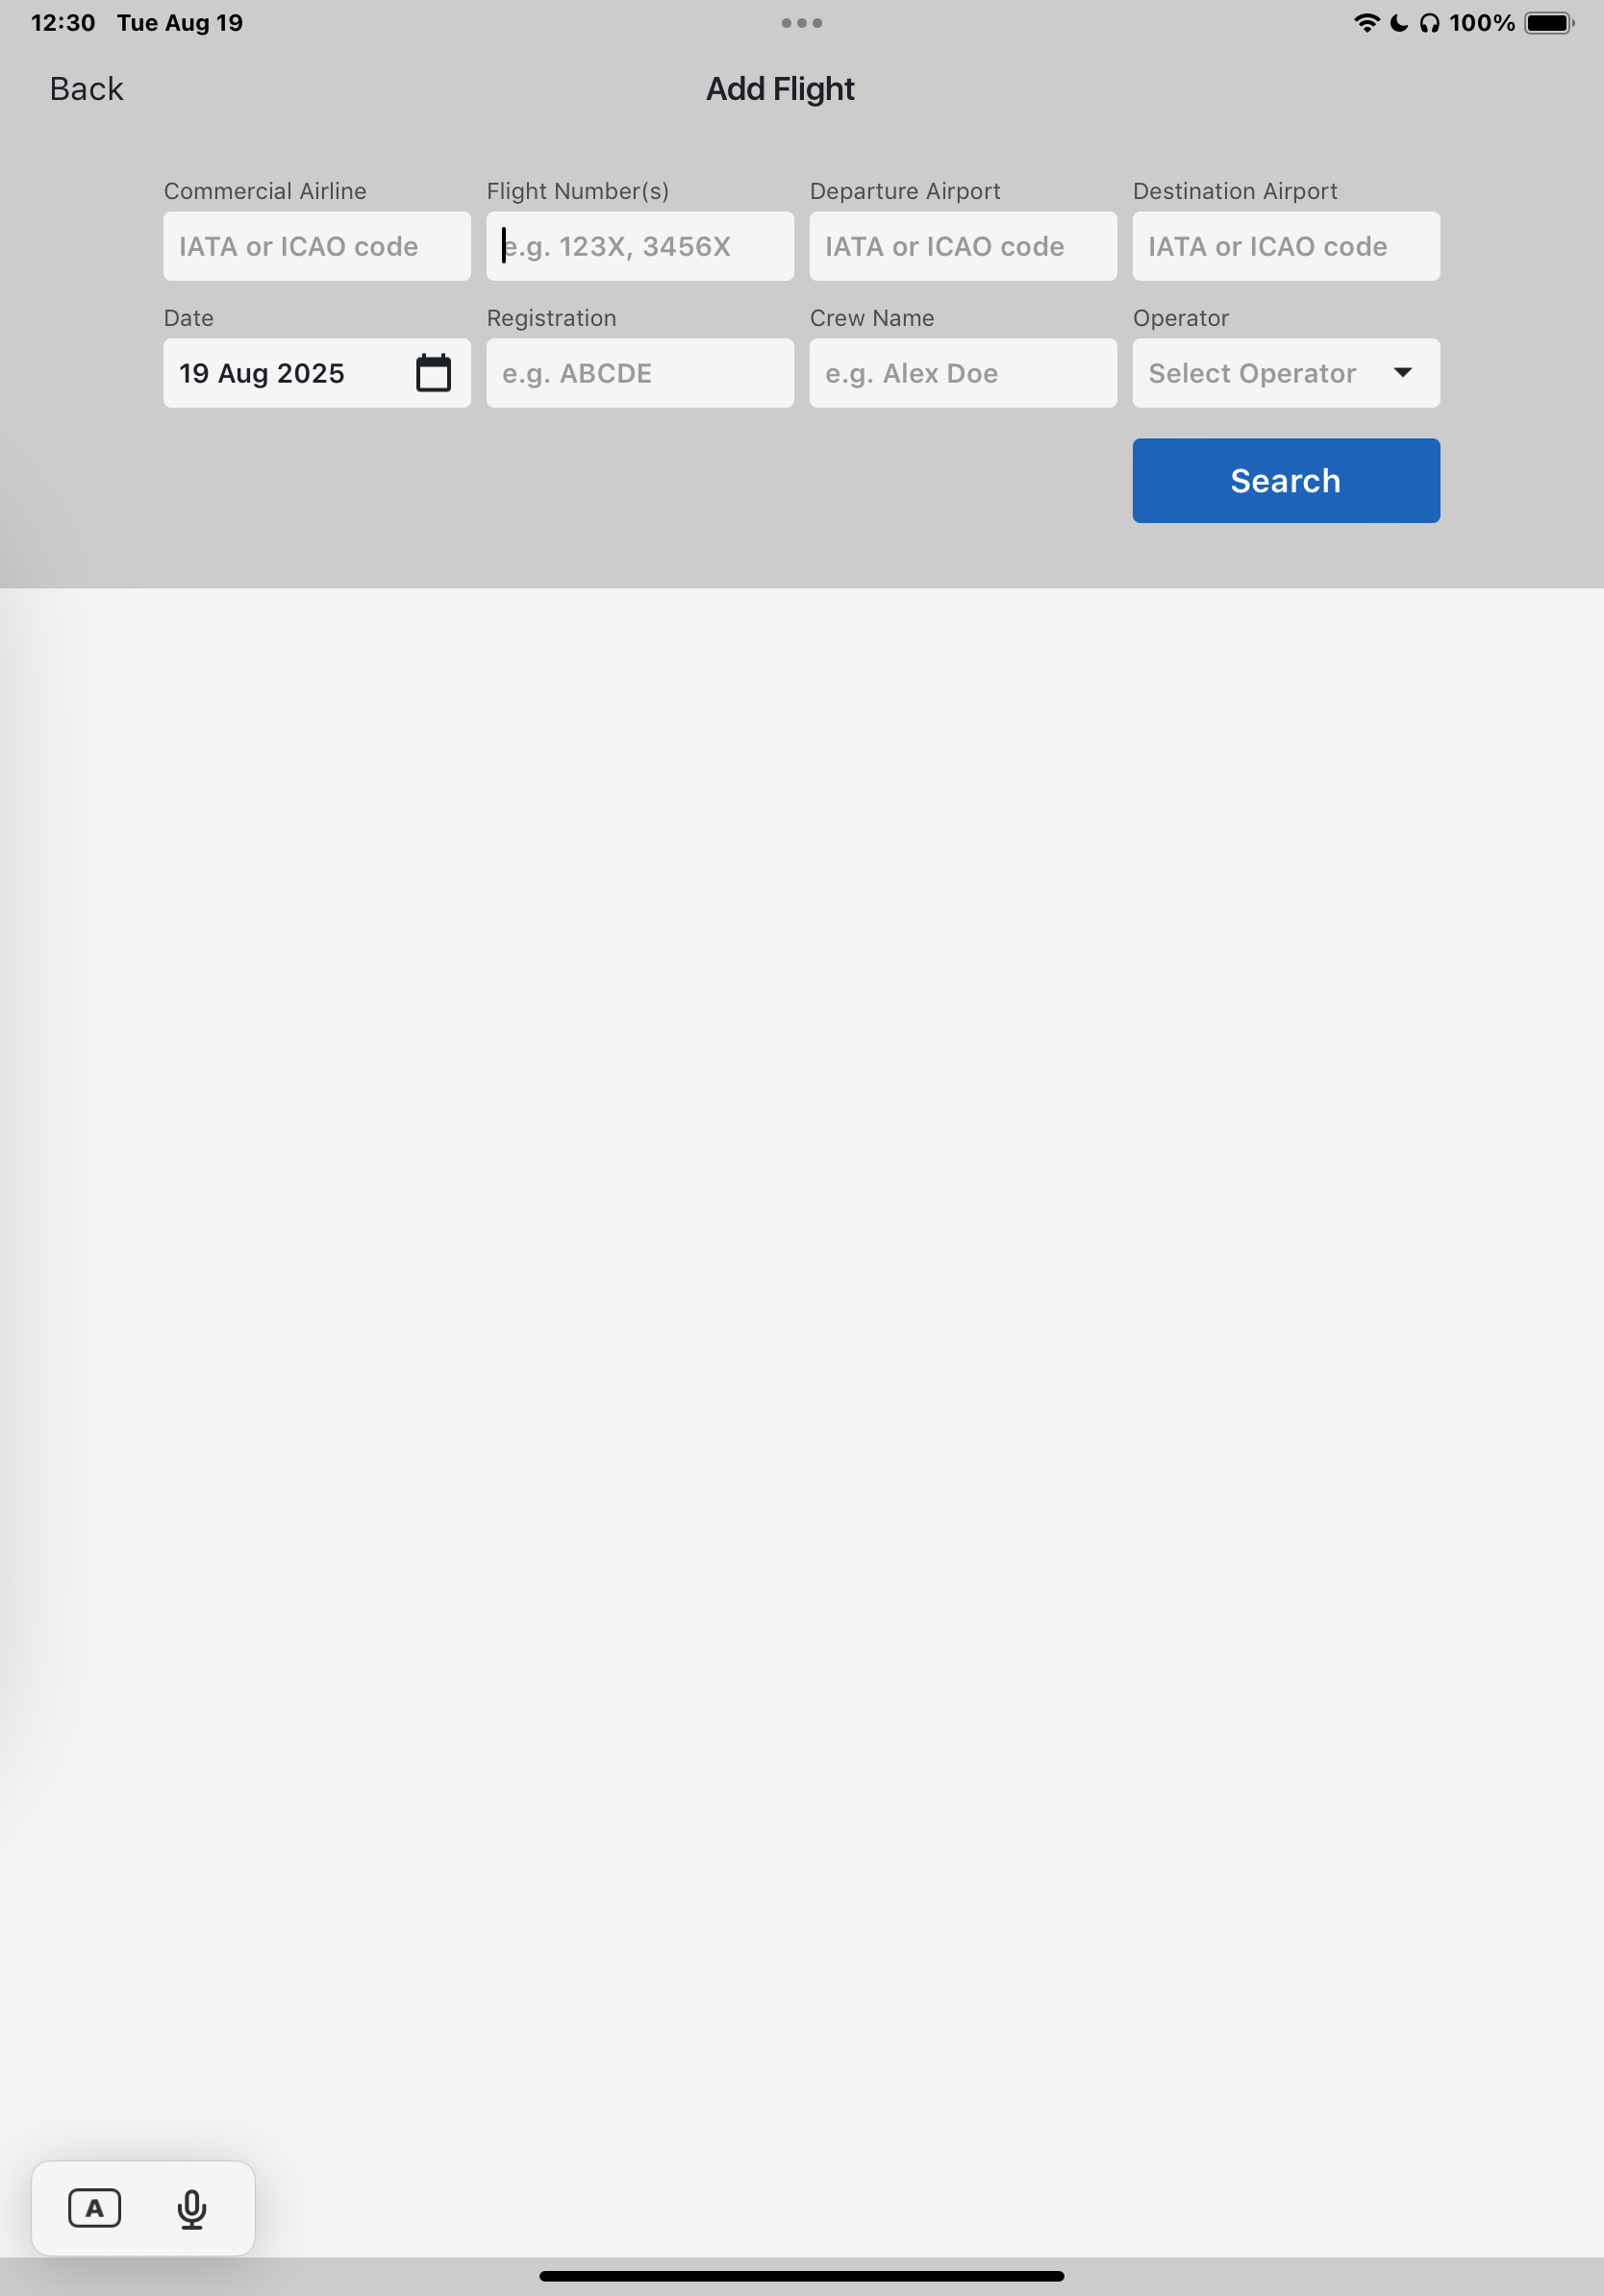 12:30 Tue Aug 19
100%
Back
Add Flight
Commercial Airline
Flight Number(s)
Departure Airport
Destination Airport
IATA or ICAO code
e.g. 123X, 3456X
IATA or ICAO code
IATA or ICAO code
Date
Registration
Crew Name
Operator
19 Aug 2025
e.g. ABCDE
e.g. Alex Doe
Select Operator
Search
A